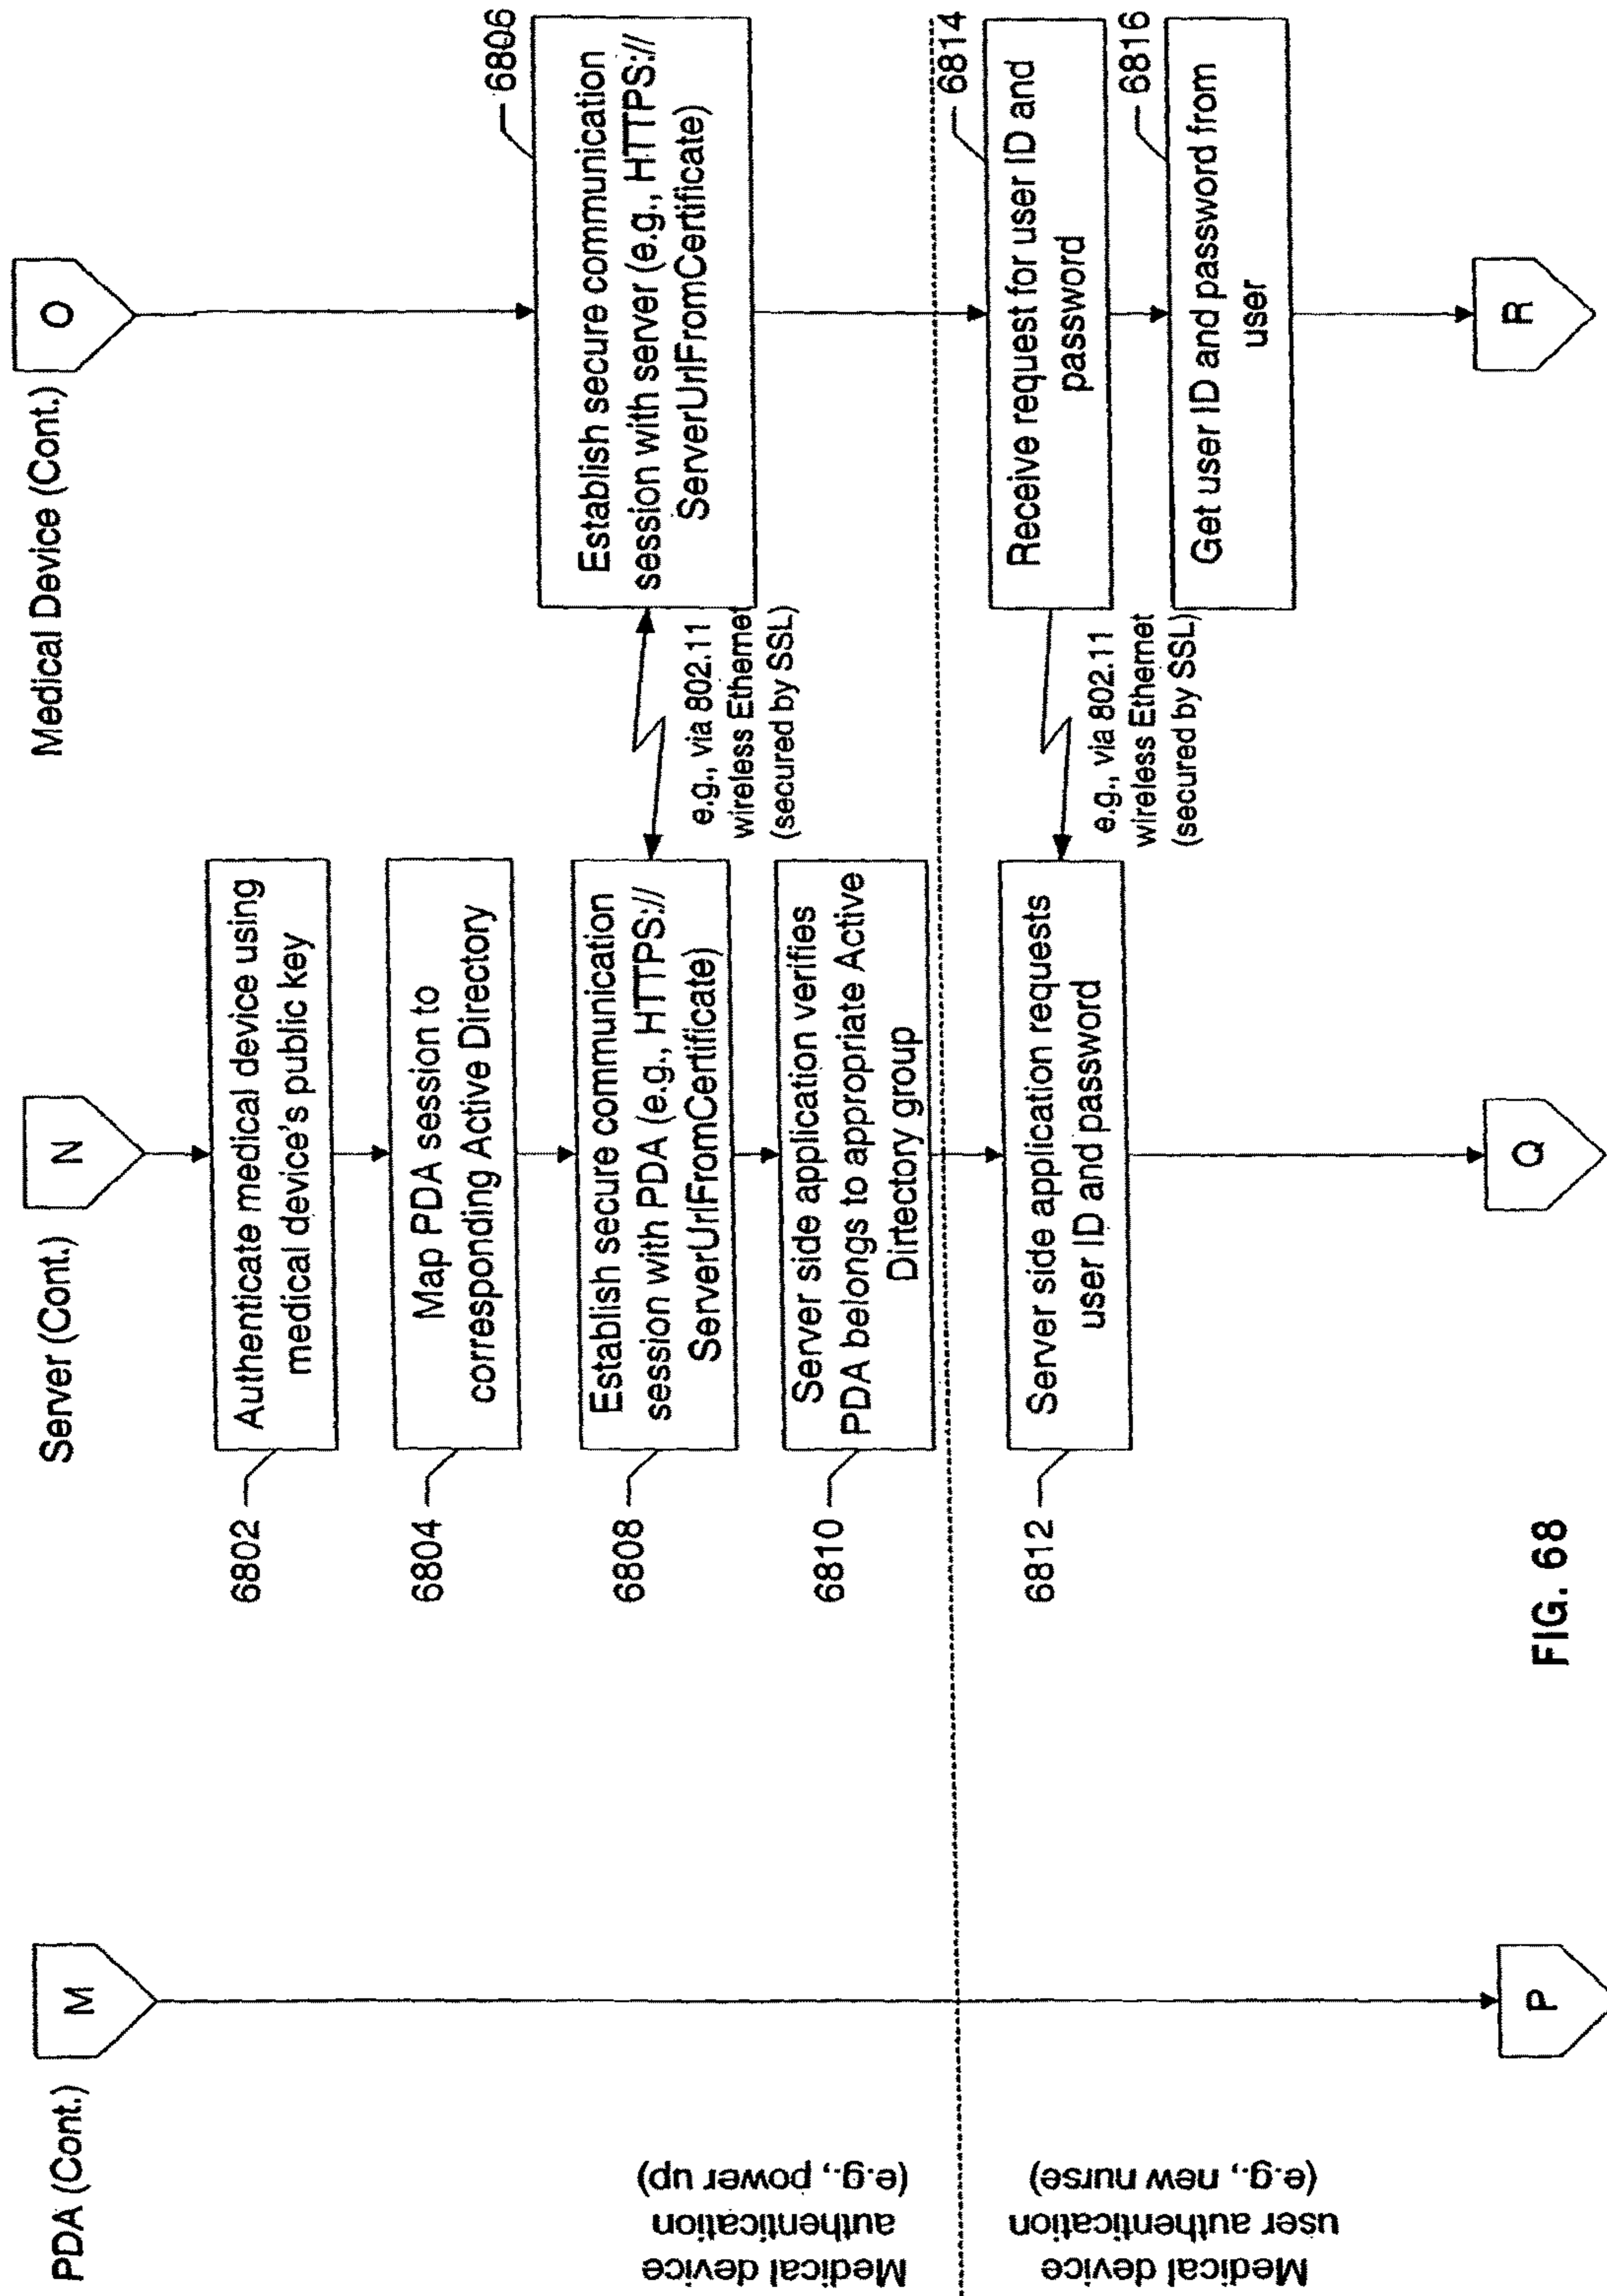 PDA (Cont.)
M
Server (Cont.)
N
Medical Device (Cont.)
O
Medical device
authentication
(e.g., power up)
6802
Authenticate medical device using
medical device's public key
6804
Map PDA session to
corresponding Active Directory
6806
Establish secure communication
session with server (e.g., HTTPS://
ServerUrlFromCertificate)
6808
Establish secure communication
session with PDA (e.g., HTTPS://
ServerUrlFromCertificate)
e.g., via 802.11
wireless Ethernet
(secured by SSL)
6810
Server side application verifies
PDA belongs to appropriate Active
Dirtectory group
Medical device
user authentication
(e.g., new nurse)
6812
Server side application requests
user ID and password
6814
Receive request for user ID and
password
e.g., via 802.11
wireless Ethernet
(secured by SSL)
6816
Get user ID and password from
user
P
Q
R
FIG. 68